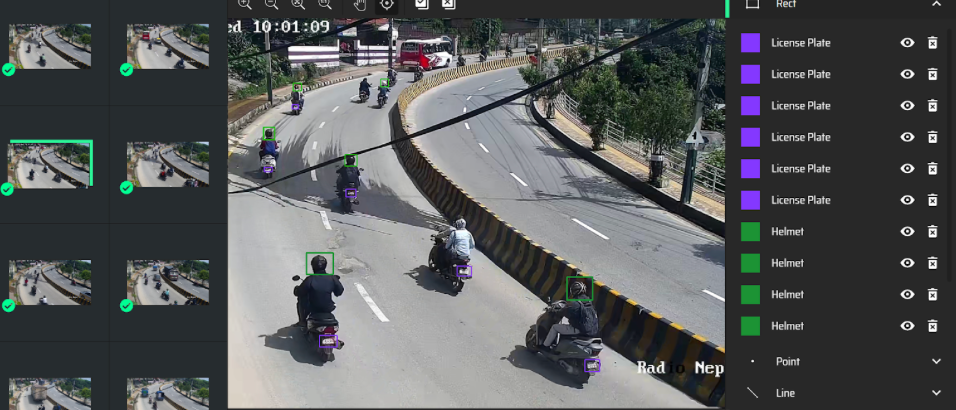 ed 10:01:09
Rad Nep
Rect
License Plate
License Plate
License Plate
License Plate
License Plate
License Plate
Helmet
Helmet
Helmet
Helmet
Point
Line